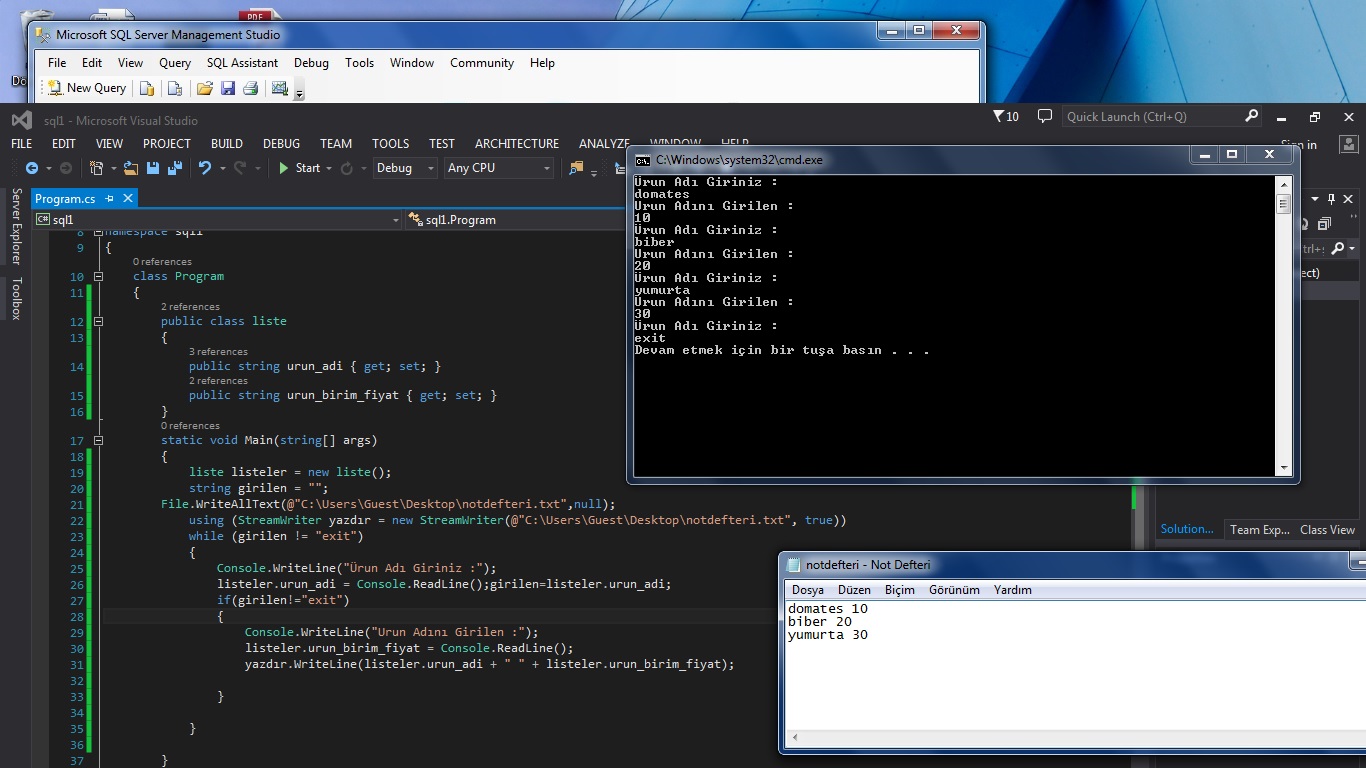 PDF
Microsoft SQL Server Management Studio
File Edit View Query SQL Assistant Debug Tools Window Community Help
New Query
sql1 - Microsoft Visual Studio
10
Quick Launch (Ctrl+Q)
FILE EDIT VIEW PROJECT BUILD DEBUG TEAM TOOLS TEST ARCHITECTURE ANALYZE WINDOW HELP
Start Debug Any CPU
Server Explorer
Toolbox
Program.cs
sql1
sql1.Program
8 namespace sql1
9 {
0 references
10 class Program
11 {
2 references
12 public class liste
13 {
3 references
14 public string urun_adi { get; set; }
2 references
15 public string urun_birim_fiyat { get; set; }
16 }
0 references
17 static void Main(string[] args)
18 {
19 liste listeler = new liste();
20 string girilen = "";
21 File.WriteAllText(@"C:\Users\Guest\Desktop\notdefteri.txt",null);
22 using (StreamWriter yazdır = new StreamWriter(@"C:\Users\Guest\Desktop\notdefteri.txt", true))
23 while (girilen != "exit")
24 {
25 Console.WriteLine("Ürun Adı Giriniz :");
26 listeler.urun_adi = Console.ReadLine();girilen=listeler.urun_adi;
27 if(girilen!="exit")
28 {
29 Console.WriteLine("Urun Adını Girilen :");
30 listeler.urun_birim_fiyat = Console.ReadLine();
31 yazdır.WriteLine(listeler.urun_adi + " " + listeler.urun_birim_fiyat);
32
33 }
34
35 }
36
37 }
C:\Windows\system32\cmd.exe
Ürun Adı Giriniz :
domates
Urun Adını Girilen :
10
Ürun Adı Giriniz :
biber
Urun Adını Girilen :
20
Ürun Adı Giriniz :
yumurta
Urun Adını Girilen :
30
Ürun Adı Giriniz :
exit
Devam etmek için bir tuşa basın . . .
Solution... Team Exp... Class View
notdefteri - Not Defteri
Dosya Düzen Biçim Görünüm Yardım
domates 10
biber 20
yumurta 30